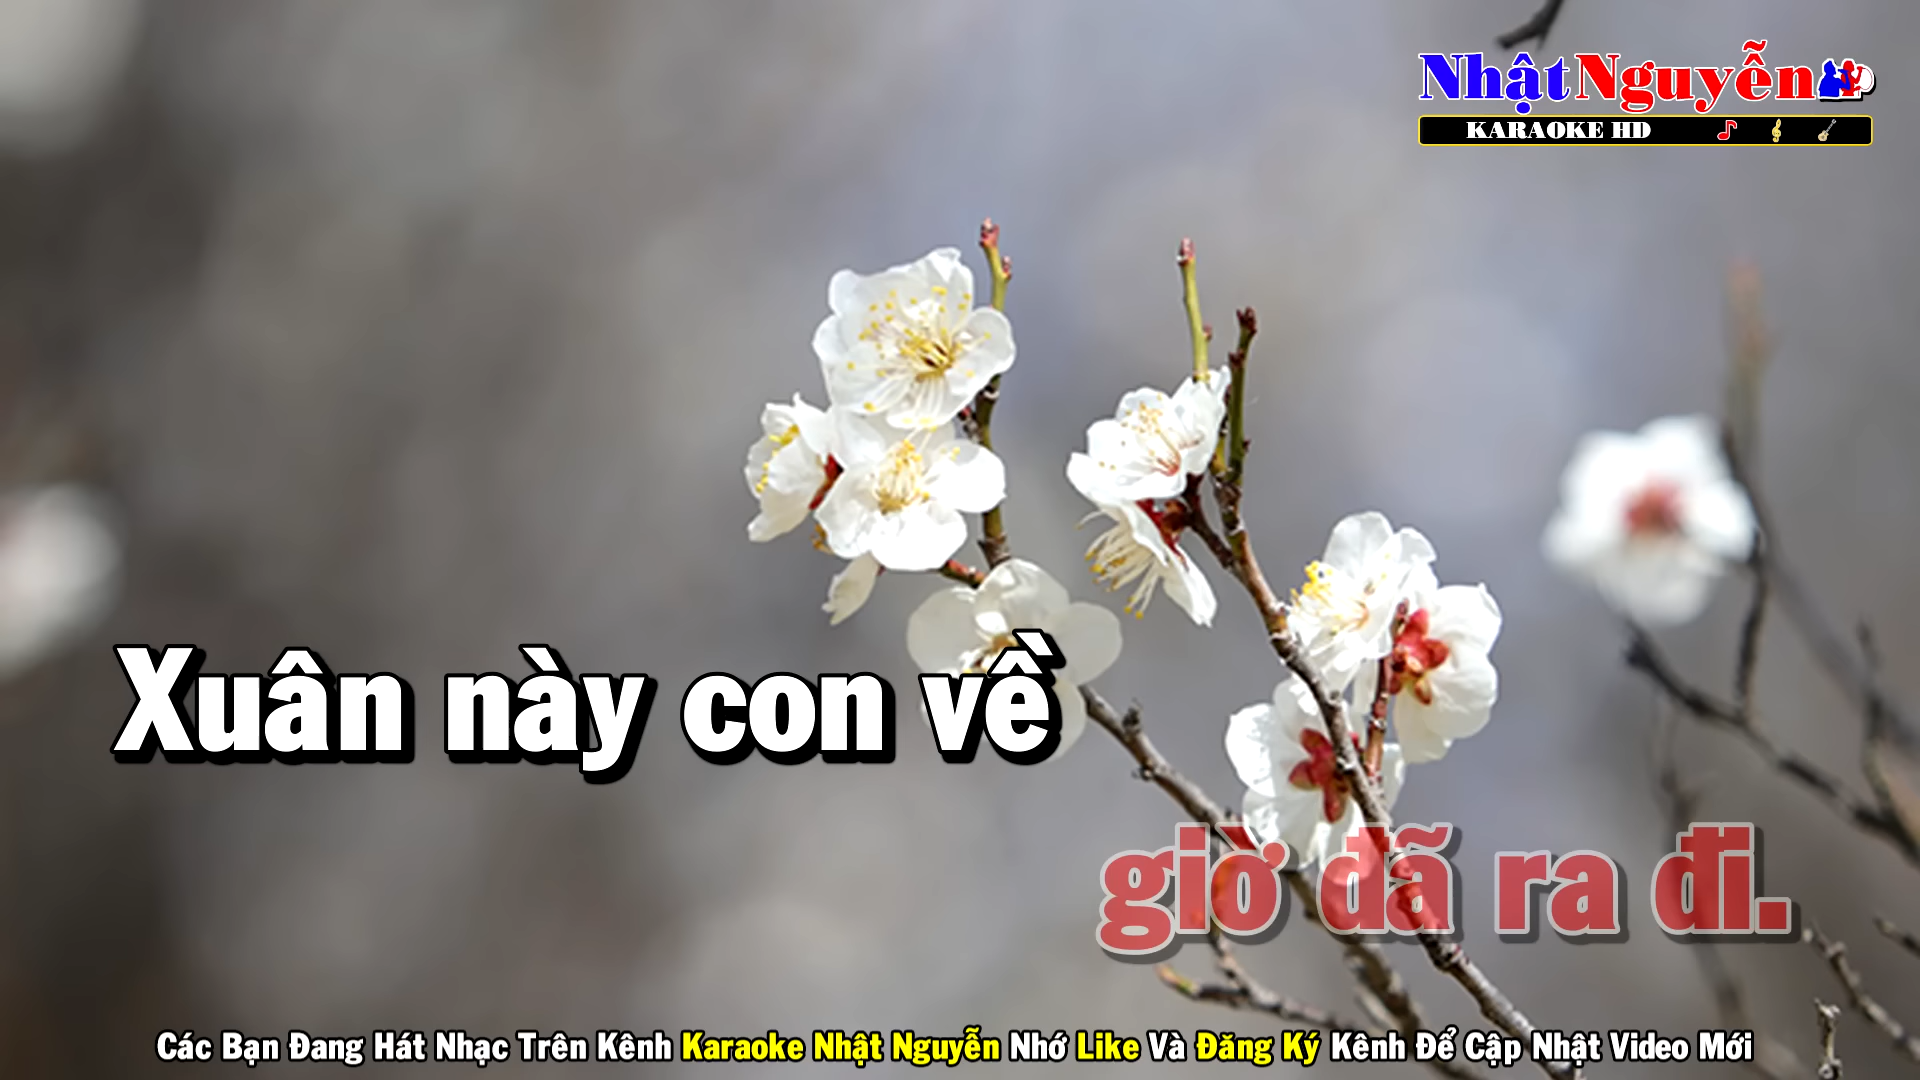 Nhật Nguyễn
KARAOKE HD
Xuân này con về
giờ đã ra đi.
Các Bạn Đang Hát Nhạc Trên Kênh Karaoke Nhật Nguyễn Nhớ Like Và Đăng Ký Kênh Để Cập Nhật Video Mới